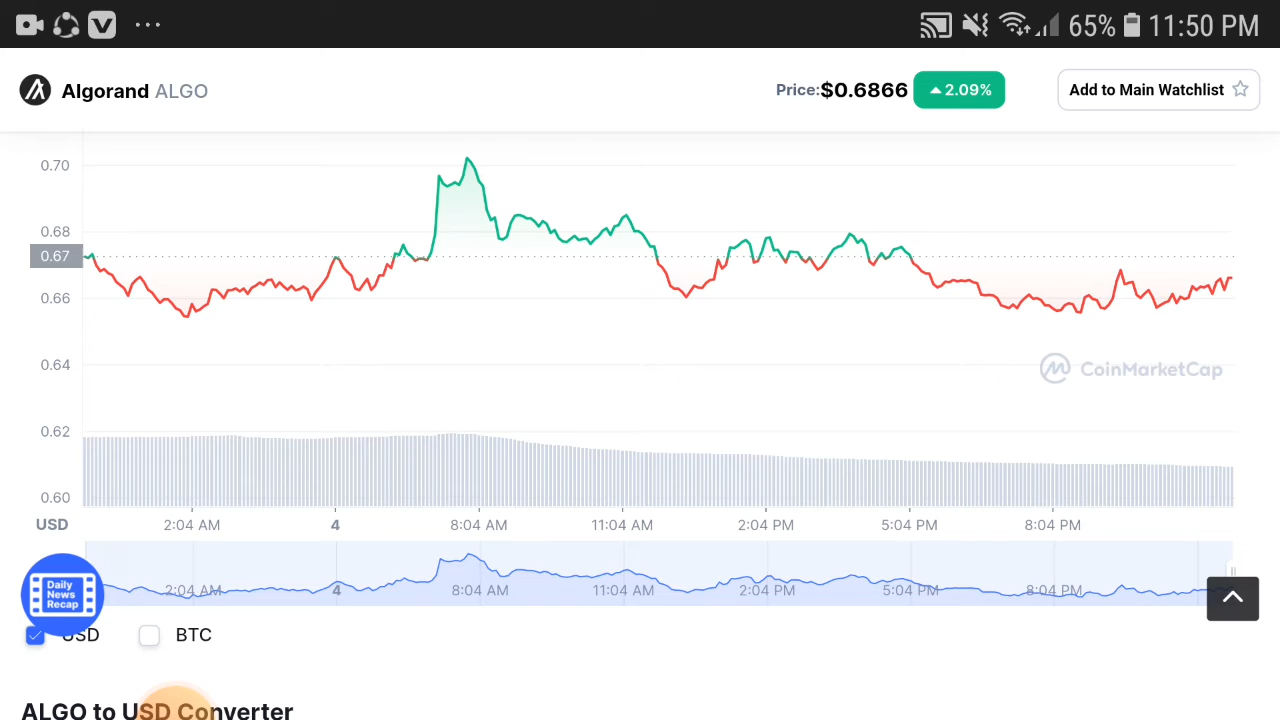 65% 11:50 PM
Algorand ALGO
Price:$0.6866 2.09% Add to Main Watchlist
0.70
0.68
0.67
0.66
0.64
CoinMarketCap
0.62
0.60
USD 2:04 AM 4 8:04 AM 11:04 AM 2:04 PM 5:04 PM 8:04 PM
2:04 AM 4 8:04 AM 11:04 AM 2:04 PM 5:04 PM 8:04 PM
Daily
News
Recap
USD BTC
ALGO to USD Converter